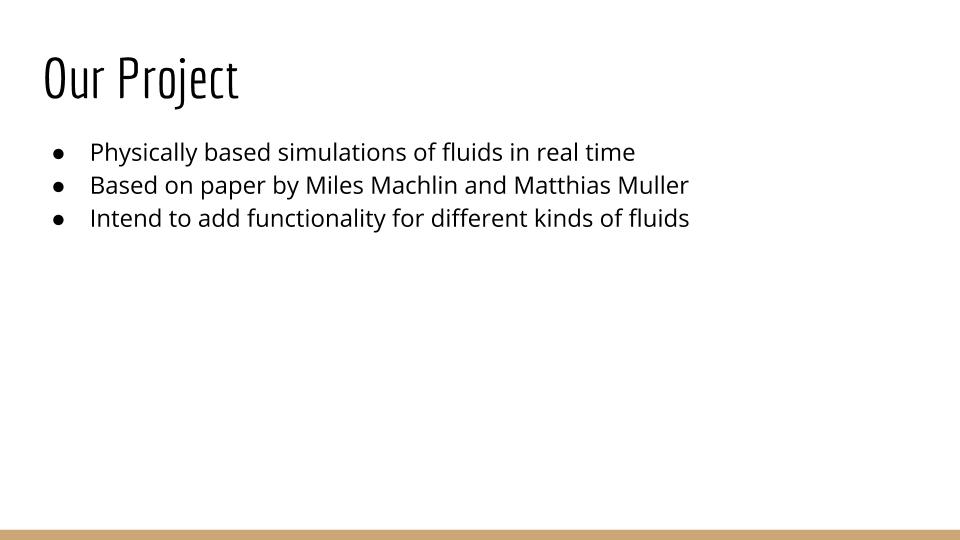 Our Project
● Physically based simulations of fluids in real time
● Based on paper by Miles Machlin and Matthias Muller
● Intend to add functionality for different kinds of fluids